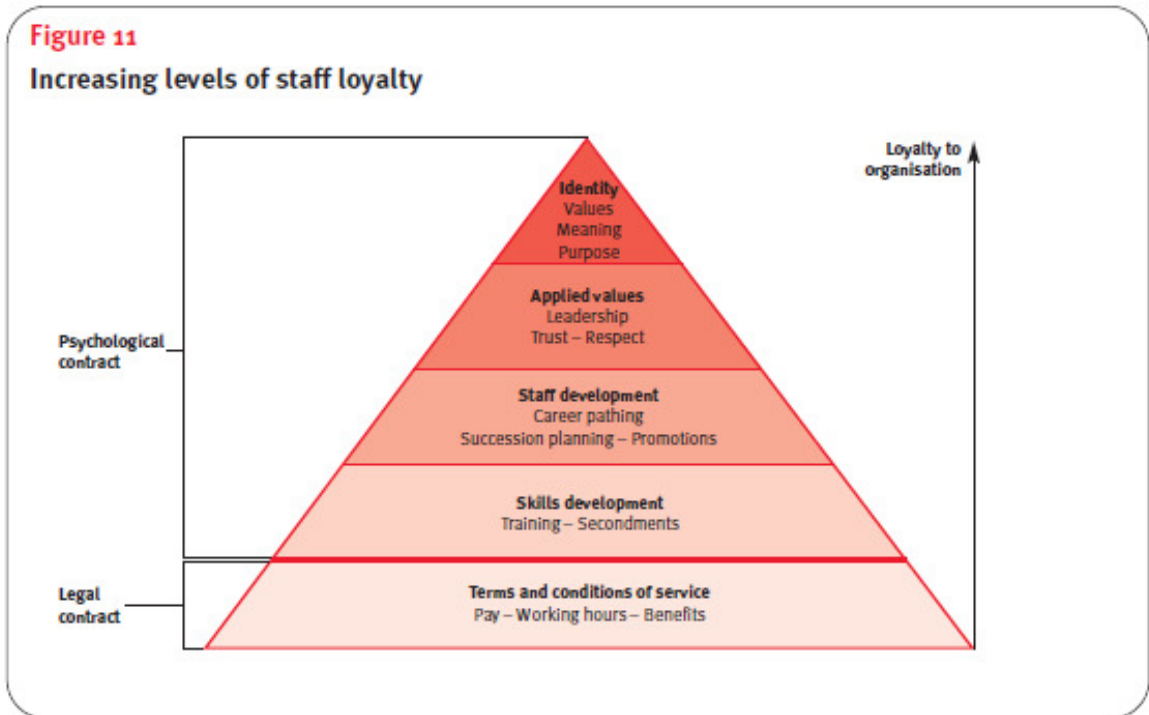 Figure 11
Increasing levels of staff loyalty
Loyalty to
organisation
Identity
Values
Meaning
Purpose
Applied values
Leadership
Trust – Respect
Psychological
contract
Staff development
Career pathing
Succession planning – Promotions
Skills development
Training – Secondments
Legal
contract
Terms and conditions of service
Pay – Working hours – Benefits